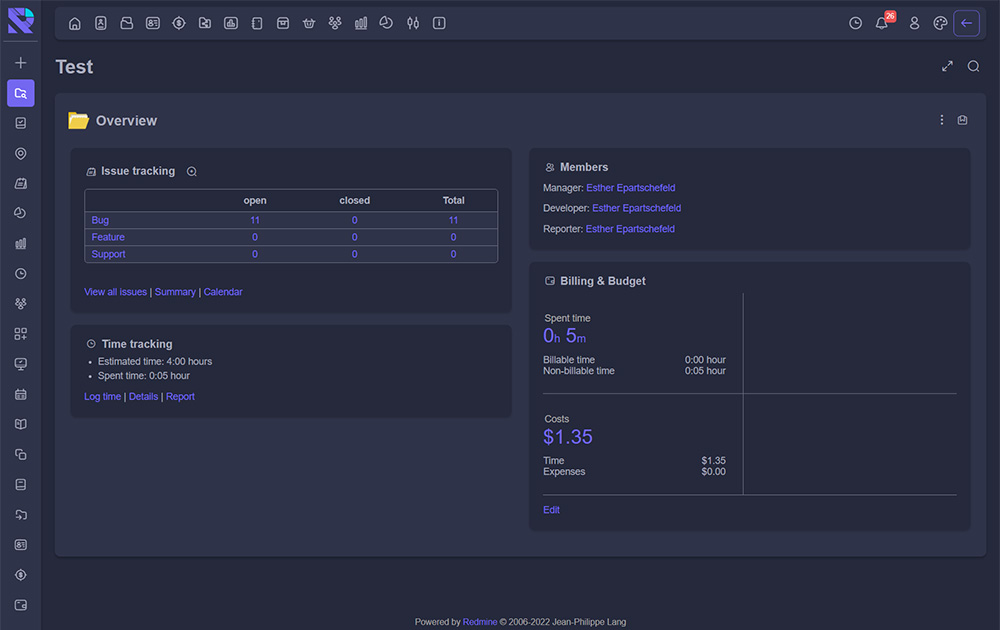 26
Test
Overview
Issue tracking
open closed Total
Bug 11 0 11
Feature 0 0 0
Support 0 0 0
View all issues | Summary | Calendar
Time tracking
• Estimated time: 4:00 hours
• Spent time: 0:05 hour
Log time | Details | Report
Members
Manager: Esther Epartschefeld
Developer: Esther Epartschefeld
Reporter: Esther Epartschefeld
Billing & Budget
Spent time
0h 5m
Billable time 0:00 hour
Non-billable time 0:05 hour
Costs
$1.35
Time $1.35
Expenses $0.00
Edit
Powered by Redmine © 2006-2022 Jean-Philippe Lang